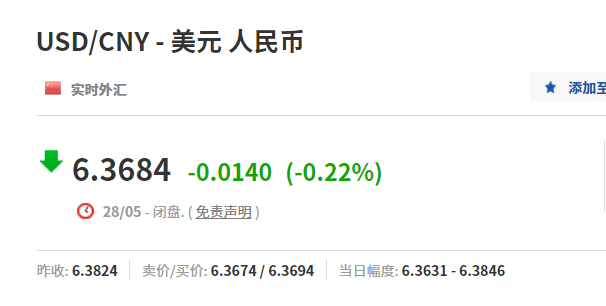 USD/CNY - 美元 人民币
实时外汇
添加至
6.3684 -0.0140 (-0.22%)
28/05 - 闭盘. ( 免责声明 )
昨收: 6.3824 卖价/买价: 6.3674 / 6.3694 当日幅度: 6.3631 - 6.3846